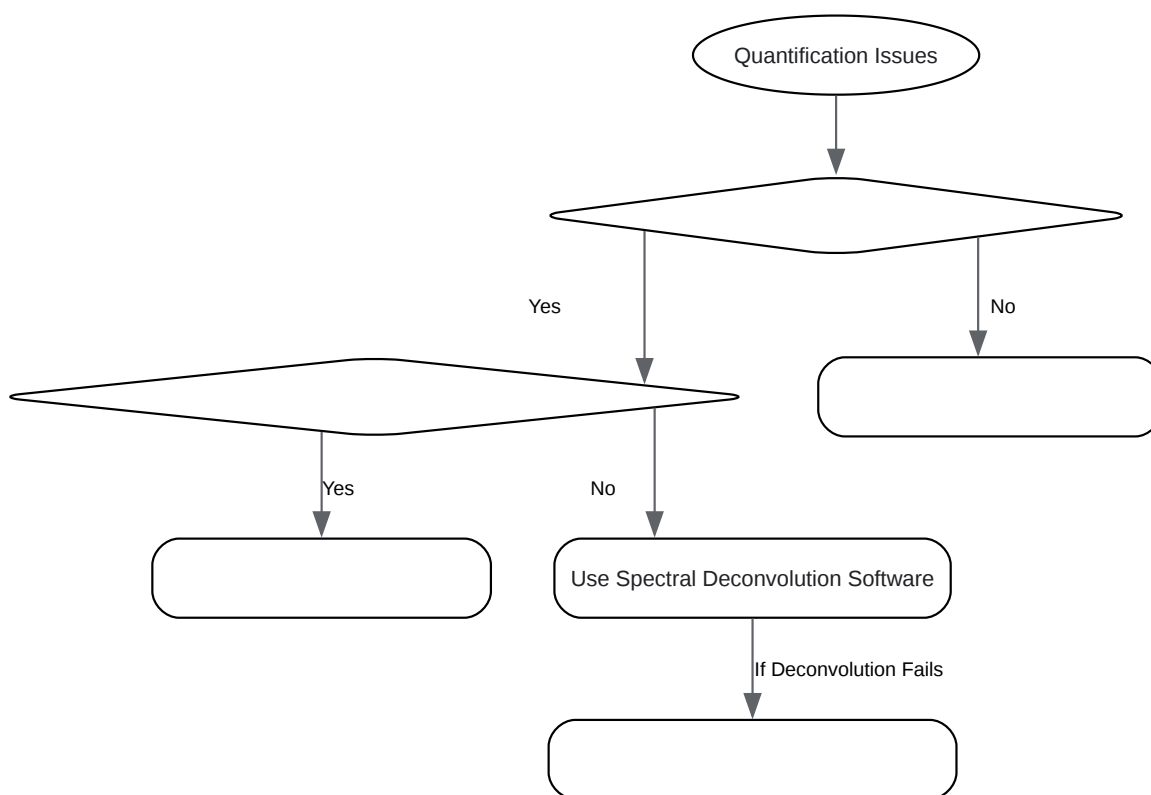 Quantification Issues
Yes
No
Yes
No
Use Spectral Deconvolution Software
If Deconvolution Fails